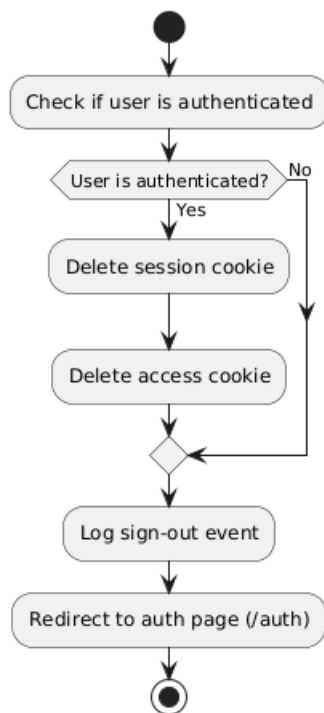 Check if user is authenticated
User is authenticated?
No
Yes
Delete session cookie
Delete access cookie
Log sign-out event
Redirect to auth page (/auth)